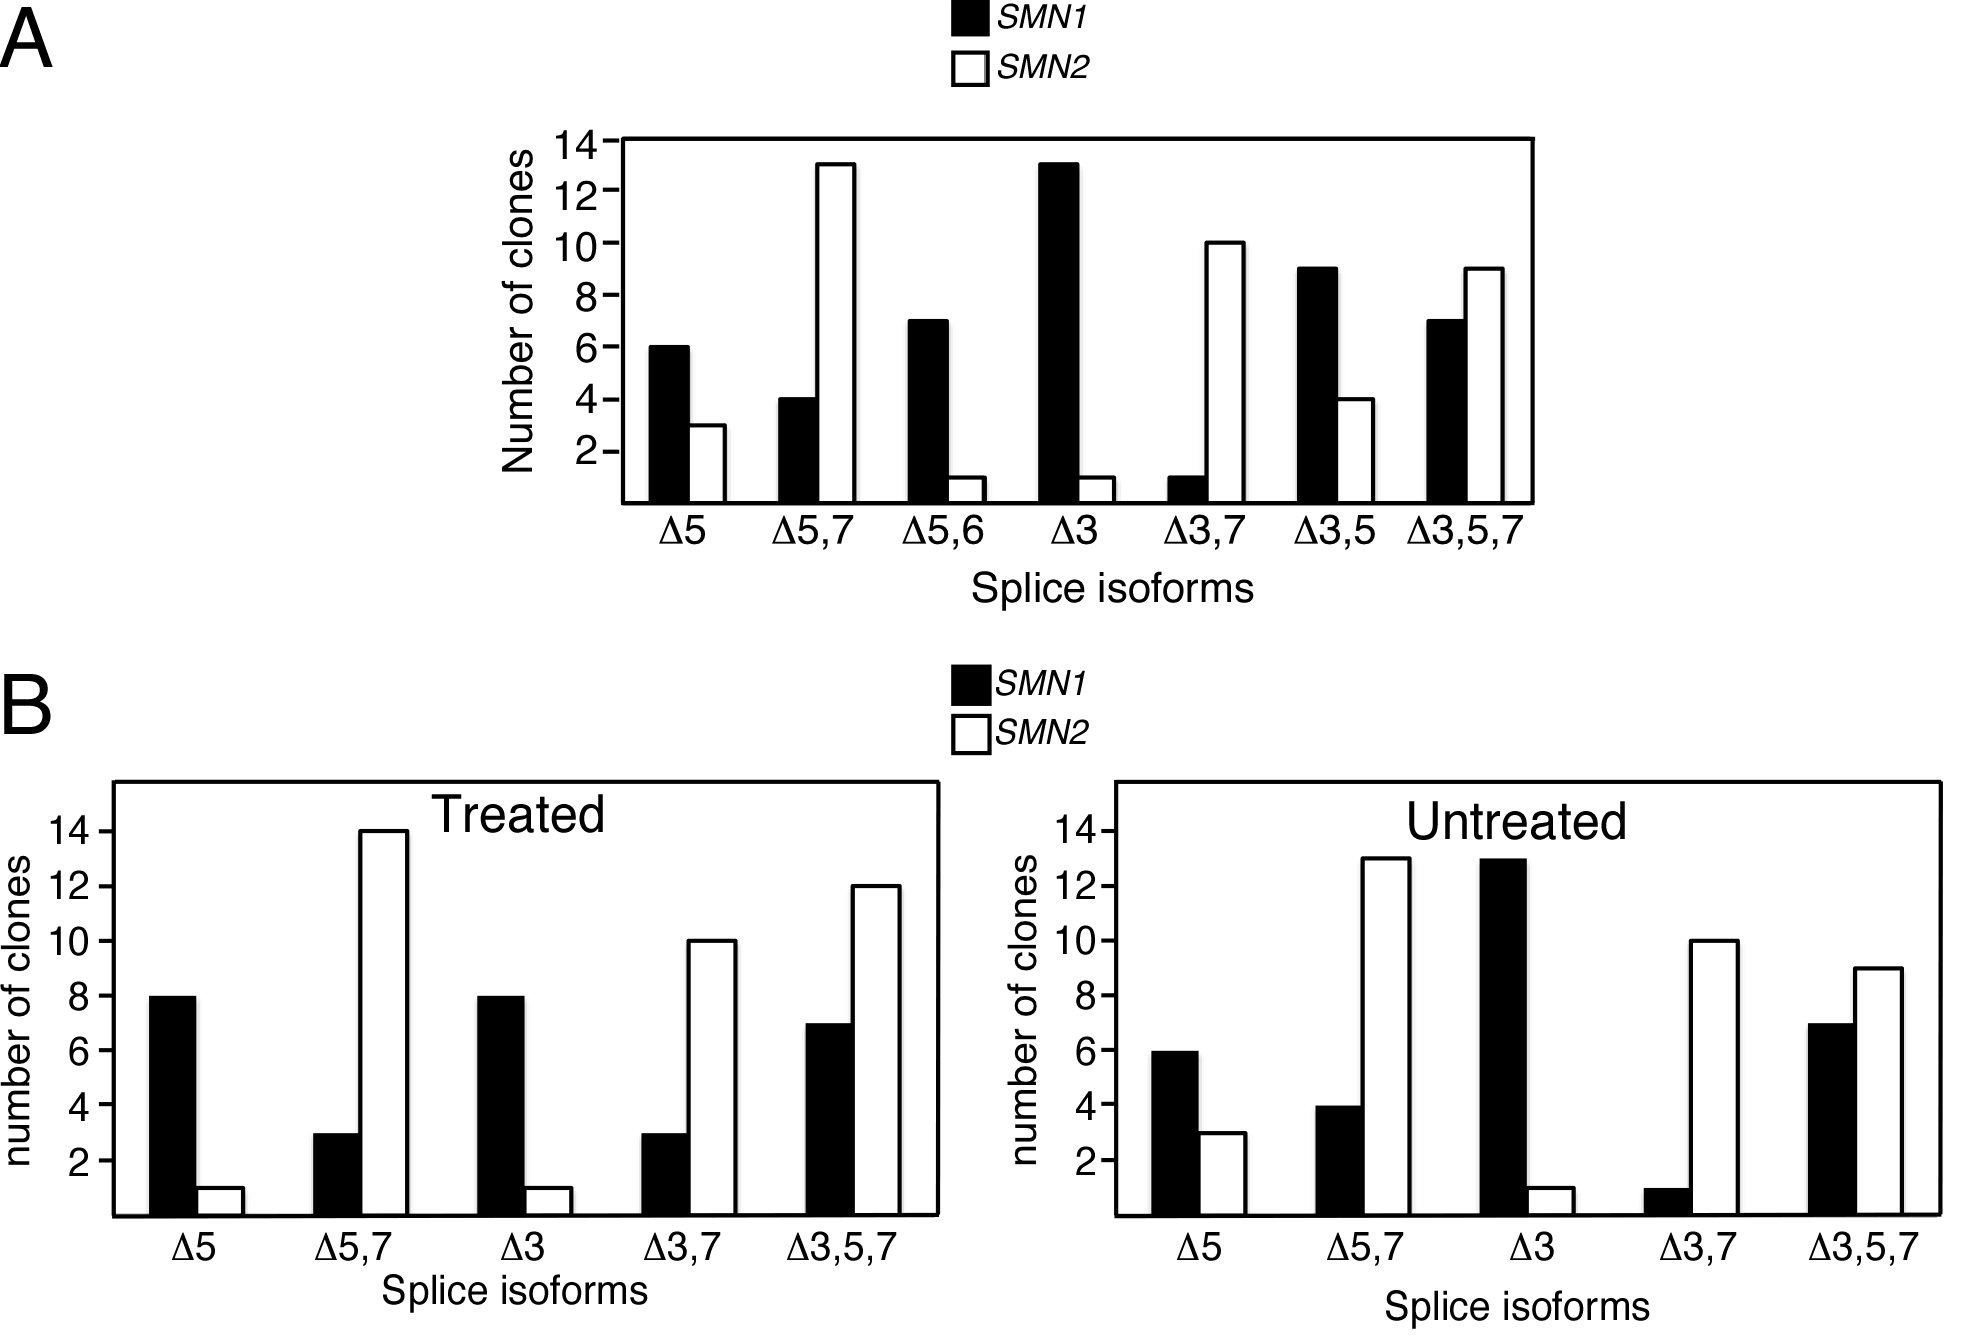 A
SMN1
SMN2
Number of clones
14
12
10
8
6
4
2
Δ5 Δ5,7 Δ5,6 Δ3 Δ3,7 Δ3,5 Δ3,5,7
Splice isoforms
B
SMN1
SMN2
Treated
number of clones
14
12
10
8
6
4
2
Δ5 Δ5,7 Δ3 Δ3,7 Δ3,5,7
Splice isoforms
Untreated
number of clones
14
12
10
8
6
4
2
Δ5 Δ5,7 Δ3 Δ3,7 Δ3,5,7
Splice isoforms